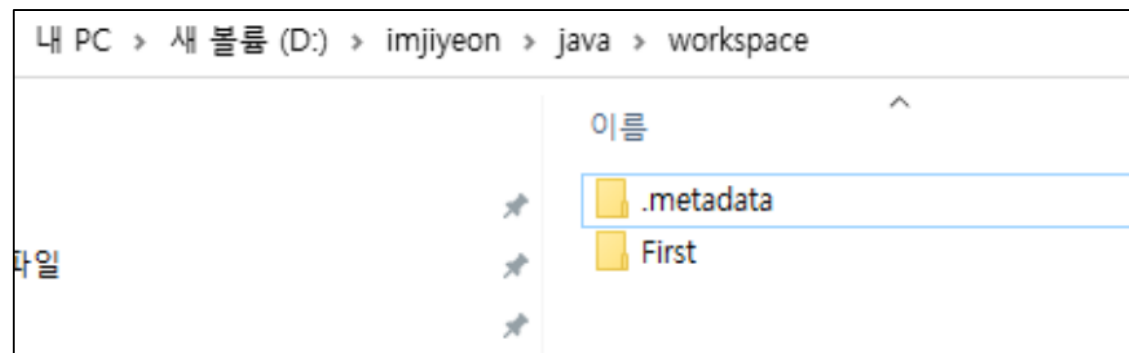 내 PC > 새 볼륨 (D:) > imjiyeon > java > workspace
이름
.metadata
First
파일